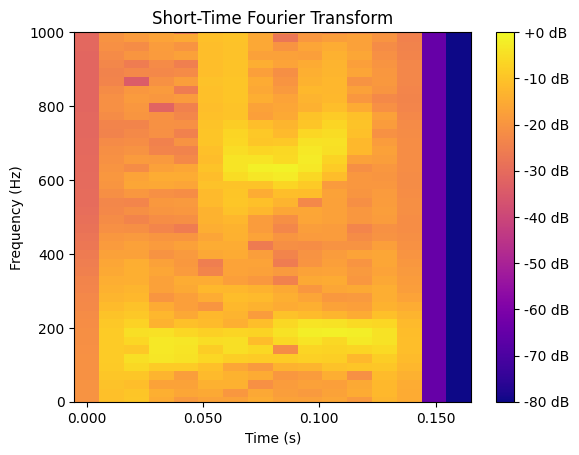 Short-Time Fourier Transform
1000
800
600
400
200
0
Frequency (Hz)
0.000
0.050
0.100
0.150
Time (s)
+0 dB
-10 dB
-20 dB
-30 dB
-40 dB
-50 dB
-60 dB
-70 dB
-80 dB